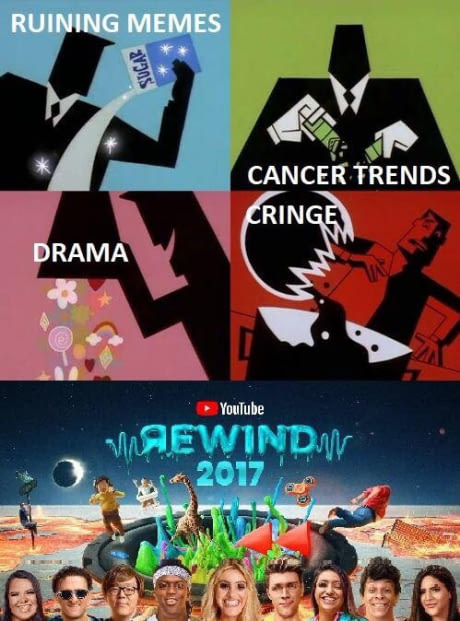 RUINING MEMES
SUGAR
CANCER TRENDS
DRAMA
CRINGE
YouTube
REWIND
2017